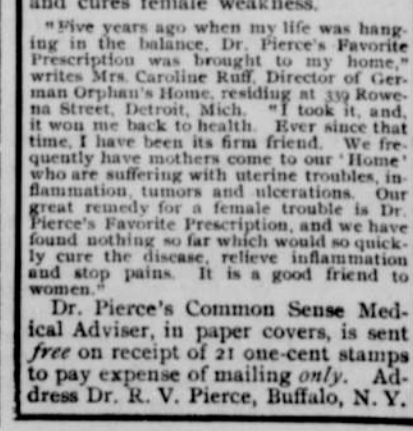 and cures female weakness.
"Five years ago when my life was hang-
ing in the balance, Dr. Pierce's Favorite
Prescription was brought to my home,"
writes Mrs. Caroline Ruff, Director of Ger-
man Orphan's Home, residing at 339 Rowe-
na Street, Detroit, Mich. "I took it, and,
it won me back to health. Ever since that
time, I have been its firm friend. We fre-
quently have mothers come to our 'Home'
who are suffering with uterine troubles, in-
flammation, tumors and ulcerations. Our
great remedy for a female trouble is Dr.
Pierce's Favorite Prescription, and we have
found nothing so far which would so quick-
ly cure the disease, relieve inflammation
and stop pains. It is a good friend to
women."
Dr. Pierce's Common Sense Med-
ical Adviser, in paper covers, is sent
free on receipt of 21 one-cent stamps
to pay expense of mailing only. Ad-
dress Dr. R. V. Pierce, Buffalo, N. Y.